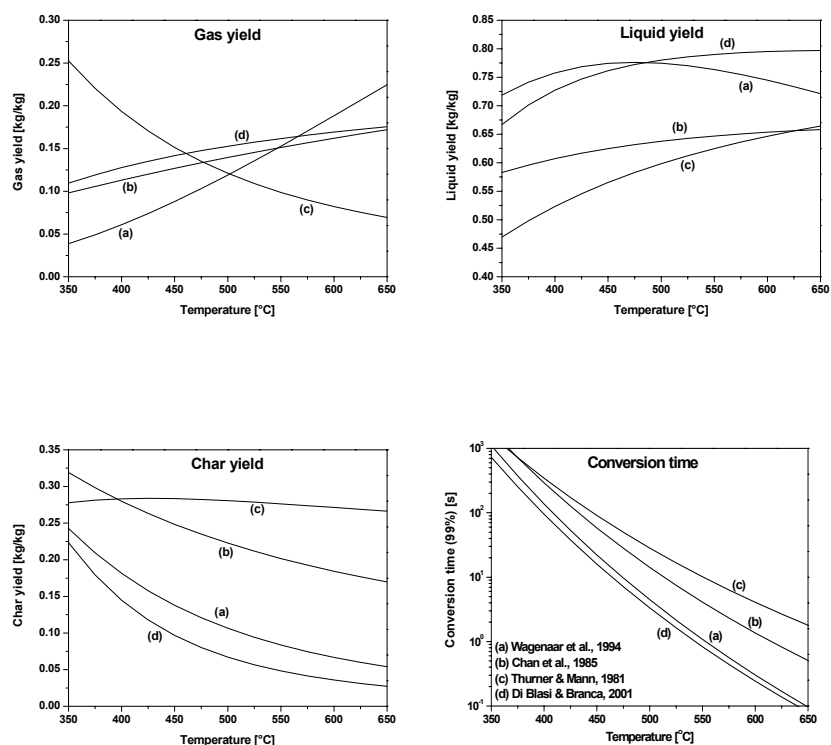 Gas yield
Gas yield [kg/kg]
0.30
0.25
0.20
0.15
0.10
0.05
0.00
(d)
(b)
(c)
(a)
350 400 450 500 550 600 650
Temperature [°C]
Liquid yield
Liquid yield [kg/kg]
0.85
0.80
0.75
0.70
0.65
0.60
0.55
0.50
0.45
0.40
(d)
(a)
(b)
(c)
350 400 450 500 550 600 650
Temperature [°C]
Char yield
Char yield [kg/kg]
0.35
0.30
0.25
0.20
0.15
0.10
0.05
0.00
(c)
(b)
(a)
(d)
350 400 450 500 550 600 650
Temperature [°C]
Conversion time
Conversion time (99%) [s]
10³
10²
10¹
10⁰
10⁻¹
(c)
(b)
(a)
(d)
(a) Wagenaar et al., 1994
(b) Chan et al., 1985
(c) Thurner & Mann, 1981
(d) Di Blasi & Branca, 2001
350 400 450 500 550 600 650
Temperature [°C]